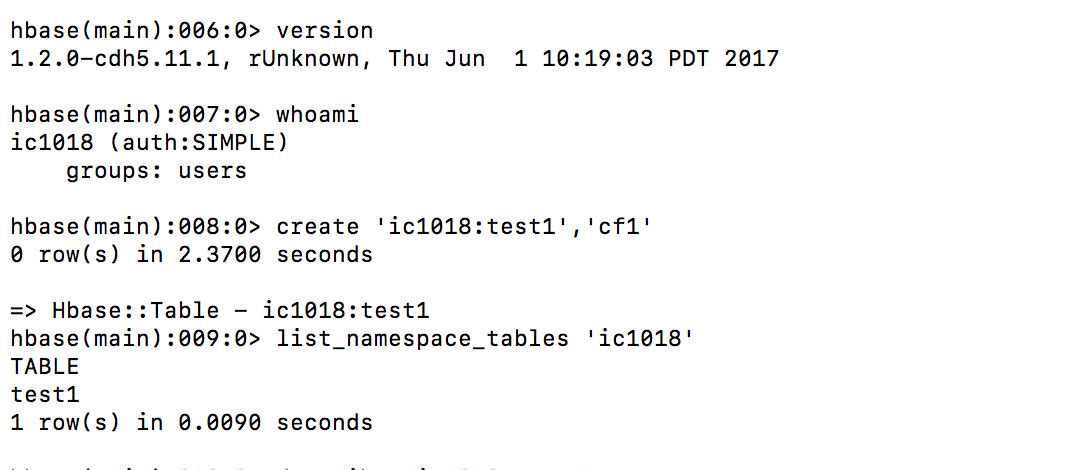 hbase(main):006:0> version
1.2.0-cdh5.11.1, rUnknown, Thu Jun  1 10:19:03 PDT 2017
hbase(main):007:0> whoami
ic1018 (auth:SIMPLE)
    groups: users
hbase(main):008:0> create 'ic1018:test1','cf1'
0 row(s) in 2.3700 seconds
=> Hbase::Table - ic1018:test1
hbase(main):009:0> list_namespace_tables 'ic1018'
TABLE
test1
1 row(s) in 0.0090 seconds